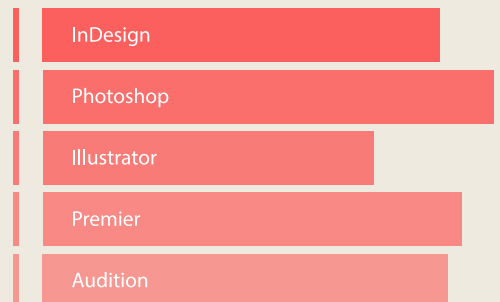 InDesign
Photoshop
Illustrator
Premier
Audition